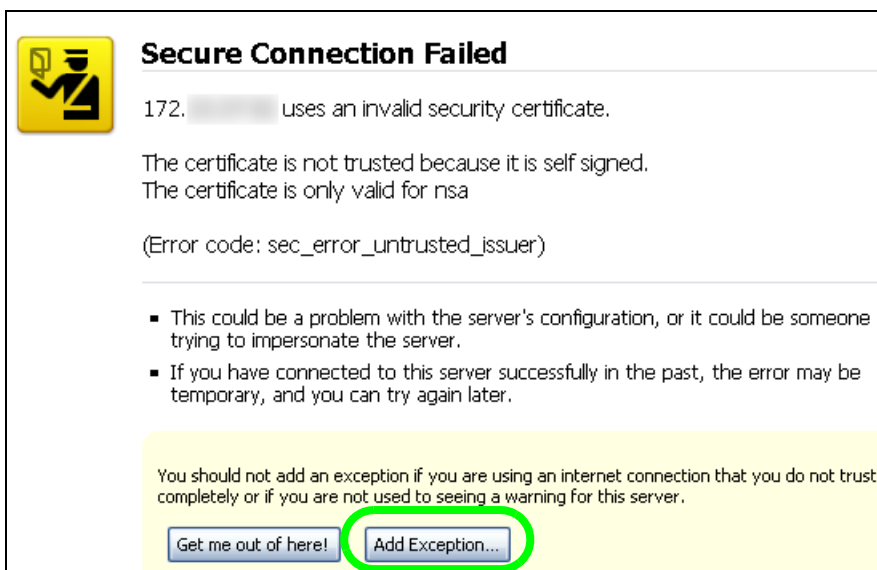 Secure Connection Failed
172. uses an invalid security certificate.
The certificate is not trusted because it is self signed.
The certificate is only valid for nsa
(Error code: sec_error_untrusted_issuer)
This could be a problem with the server's configuration, or it could be someone
trying to impersonate the server.
If you have connected to this server successfully in the past, the error may be
temporary, and you can try again later.
You should not add an exception if you are using an internet connection that you do not trust
completely or if you are not used to seeing a warning for this server.
Get me out of here! Add Exception...